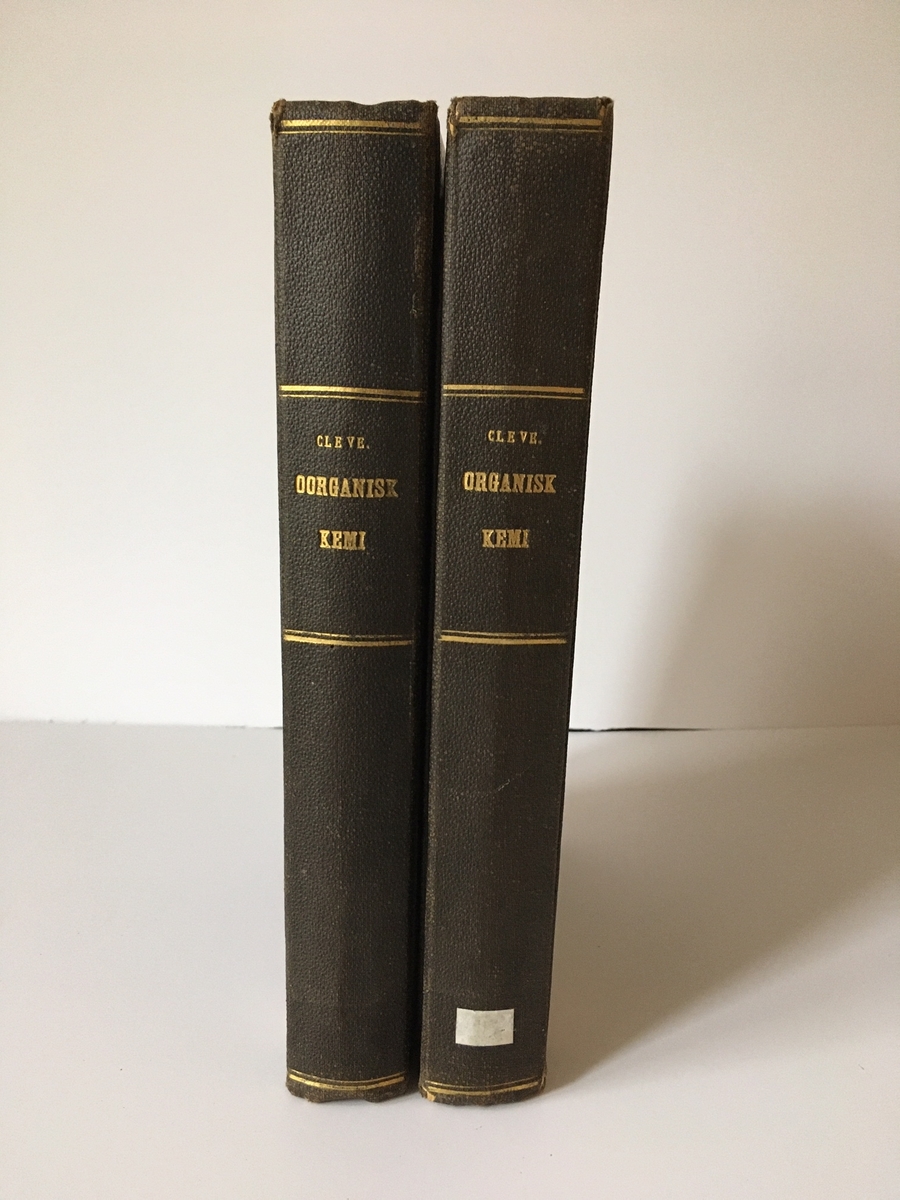 CLEVE.
OORGANISK
KEMI
CLEVE.
ORGANISK
KEMI